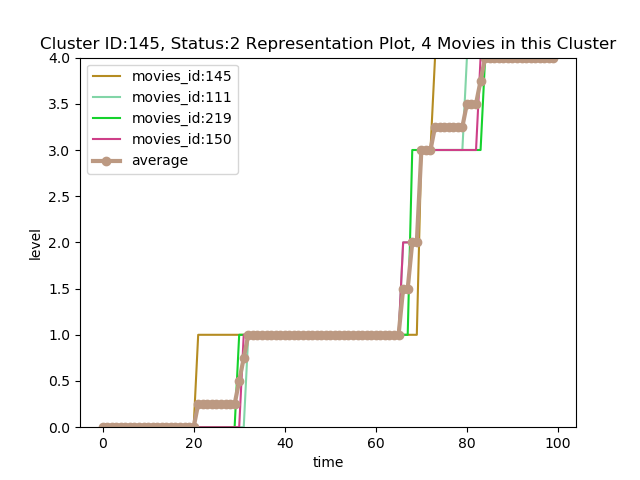 Cluster ID:145, Status:2 Representation Plot, 4 Movies in this Cluster
movies_id:145
movies_id:111
movies_id:219
movies_id:150
average
level
4.0
3.5
3.0
2.5
2.0
1.5
1.0
0.5
0.0
0 20 40 60 80 100
time